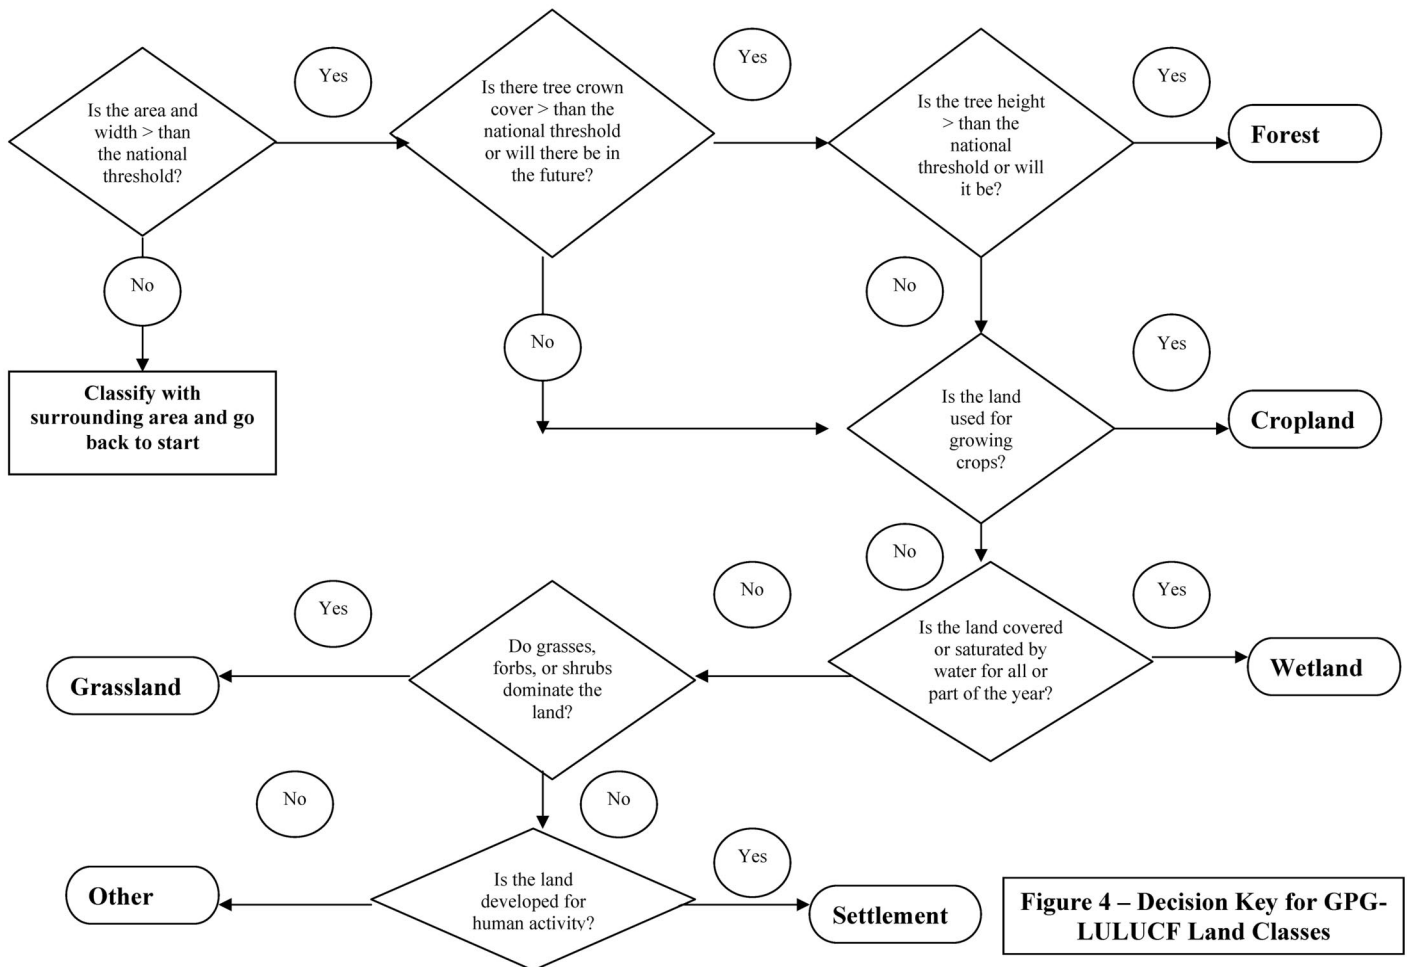 Is the area and
width > than
the national
threshold?
Yes
Is there tree crown
cover > than the
national threshold
or will there be in
the future?
Yes
Is the tree height
> than the
national
threshold or will
it be?
Yes
Forest
No
Classify with
surrounding area and go
back to start
No
No
Is the land
used for
growing
crops?
Yes
Cropland
No
Is the land covered
or saturated by
water for all or
part of the year?
Yes
Wetland
No
Do grasses,
forbs, or shrubs
dominate the
land?
Yes
Grassland
No
Is the land
developed for
human activity?
No
Other
Yes
Settlement
Figure 4 – Decision Key for GPG-
LULUCF Land Classes